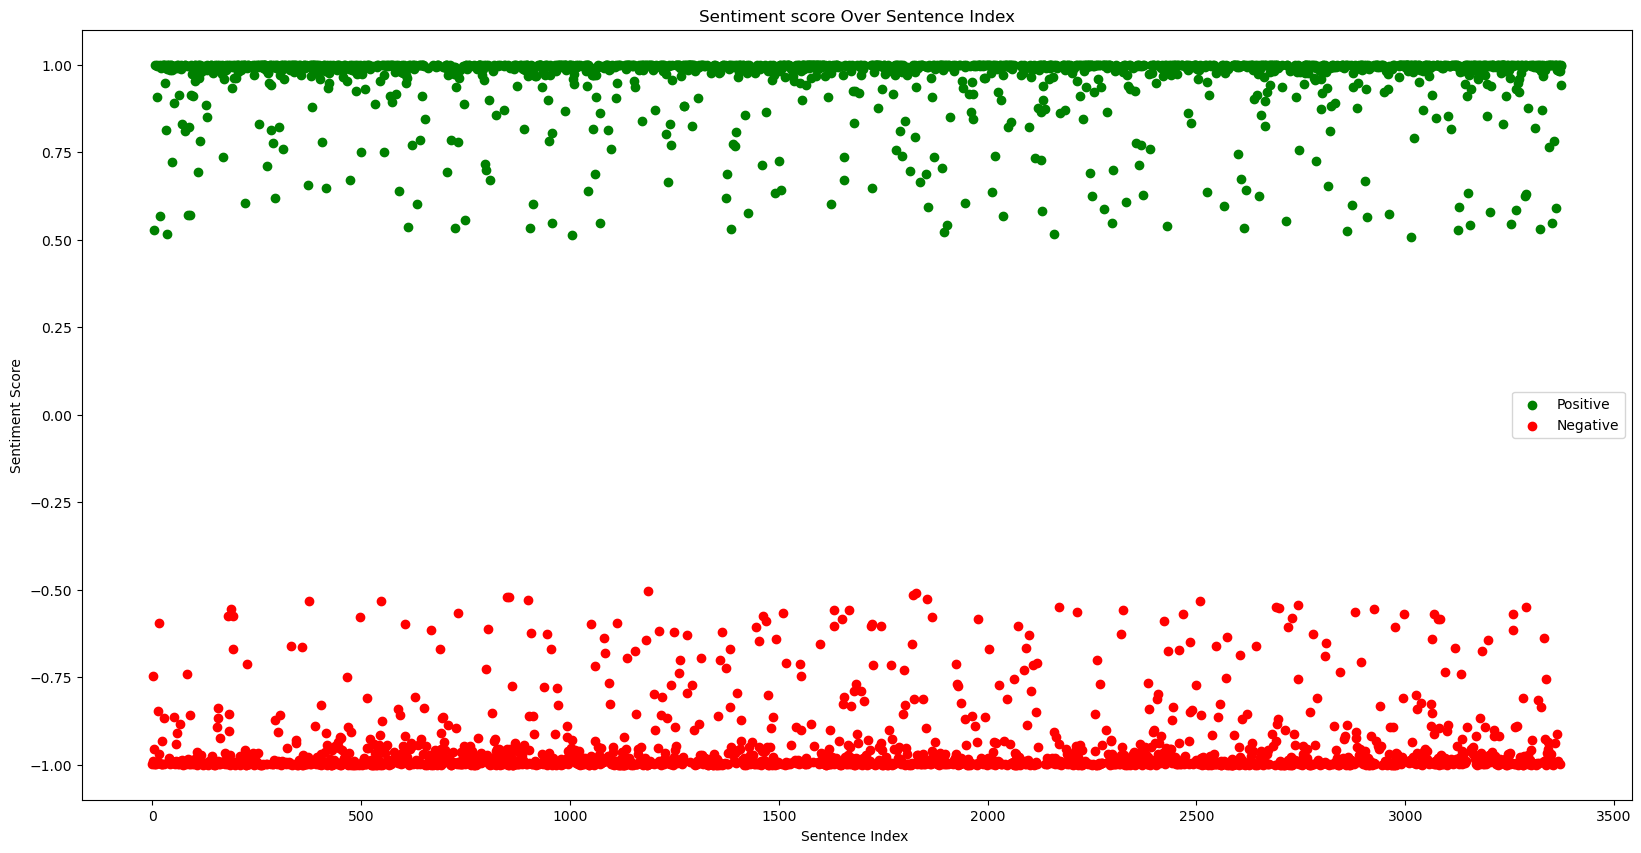 Sentiment score Over Sentence Index
1.00
0.75
0.50
0.25
0.00
−0.25
−0.50
−0.75
−1.00
Sentiment Score
Positive
Negative
0 500 1000 1500 2000 2500 3000 3500
Sentence Index